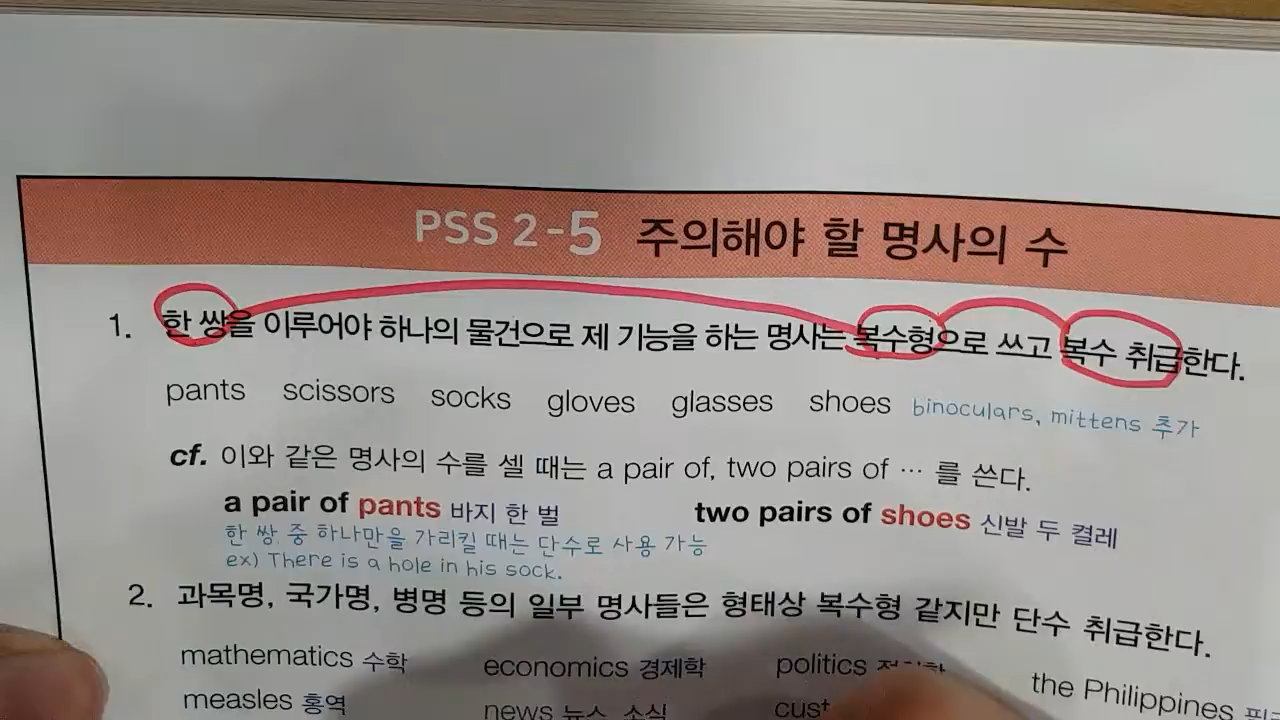 PSS 2-5 주의해야 할 명사의 수
1. 한 쌍을 이루어야 하나의 물건으로 제 기능을 하는 명사는 복수형으로 쓰고 복수 취급한다.
pants scissors socks gloves glasses shoes binoculars, mittens 추가
cf. 이와 같은 명사의 수를 셀 때는 a pair of, two pairs of … 를 쓴다.
a pair of pants 바지 한 벌 two pairs of shoes 신발 두 켤레
한 쌍 중 하나만을 가리킬 때는 단수로 사용 가능
ex) There is a hole in his sock.
2. 과목명, 국가명, 병명 등의 일부 명사들은 형태상 복수형 같지만 단수 취급한다.
mathematics 수학 economics 경제학 politics the Philippines
measles 홍역 news 뉴스, 소식